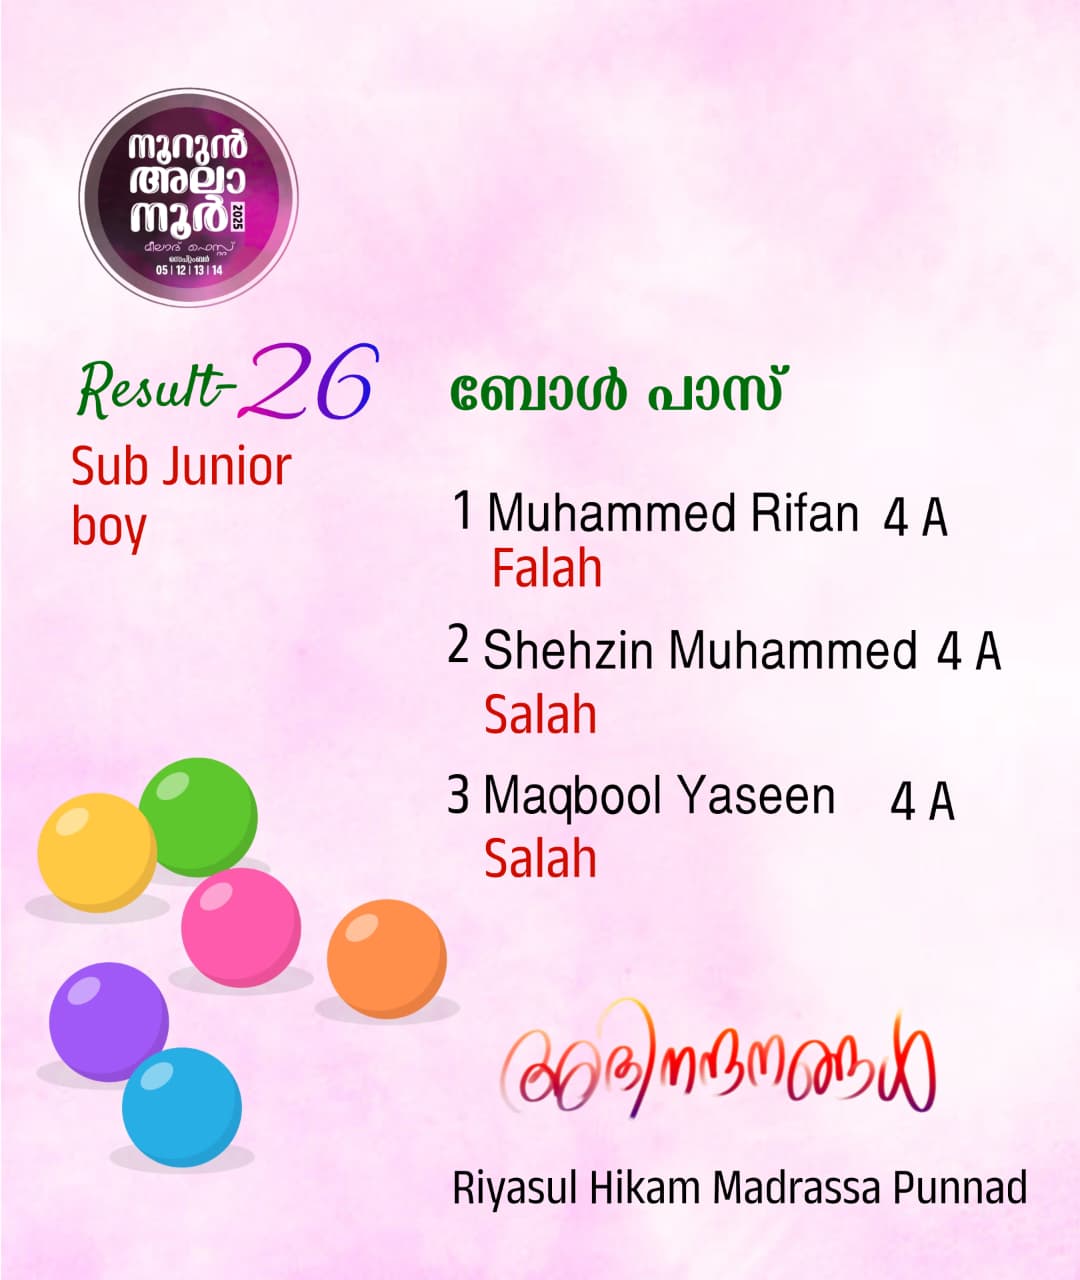 നൂറുൻ
അലാ
നൂർ 2025
മീലാദ് ഫെസ്റ്റ്
സെപ്റ്റംബർ
05 | 12 | 13 | 14
Result-26
Sub Junior
boy
ബോൾ പാസ്
1 Muhammed Rifan 4 A
Falah
2 Shehzin Muhammed 4 A
Salah
3 Maqbool Yaseen 4 A
Salah
അഭിനന്ദനങ്ങൾ
Riyasul Hikam Madrassa Punnad